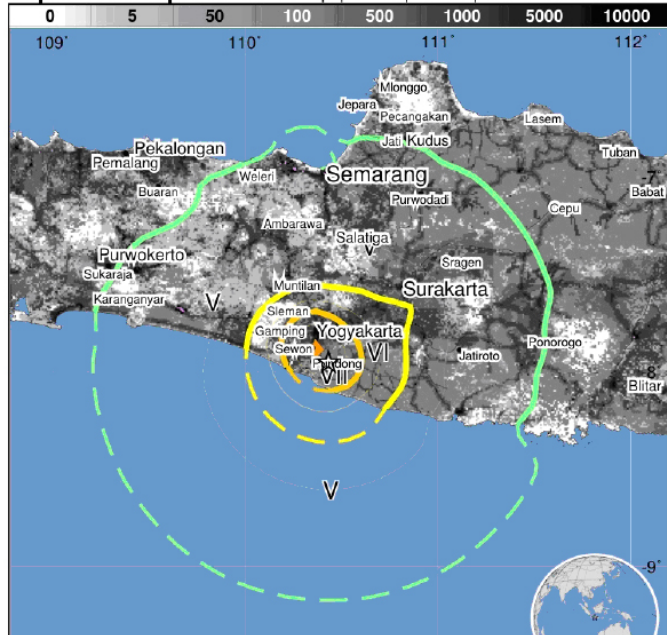 0 5 50 100 500 1000 5000 10000
109° 110° 111° 112°
Mlonggo
Jepara
Pecangakan
Lasem
Jati Kudus
Tuban
Pekalongan
Pemalang
Weleri
Semarang
-7°
Buaran
Purwodadi
Babat
Cepu
Ambarawa
Salatiga
V
Purwokerto
Sragen
Sukaraja
Muntilan
Surakarta
Karanganyar
V
Sleman
Gamping
Yogyakarta
Ponorogo
Sewon
VI
Jatiroto
VII
8
Blitar
V
-9°